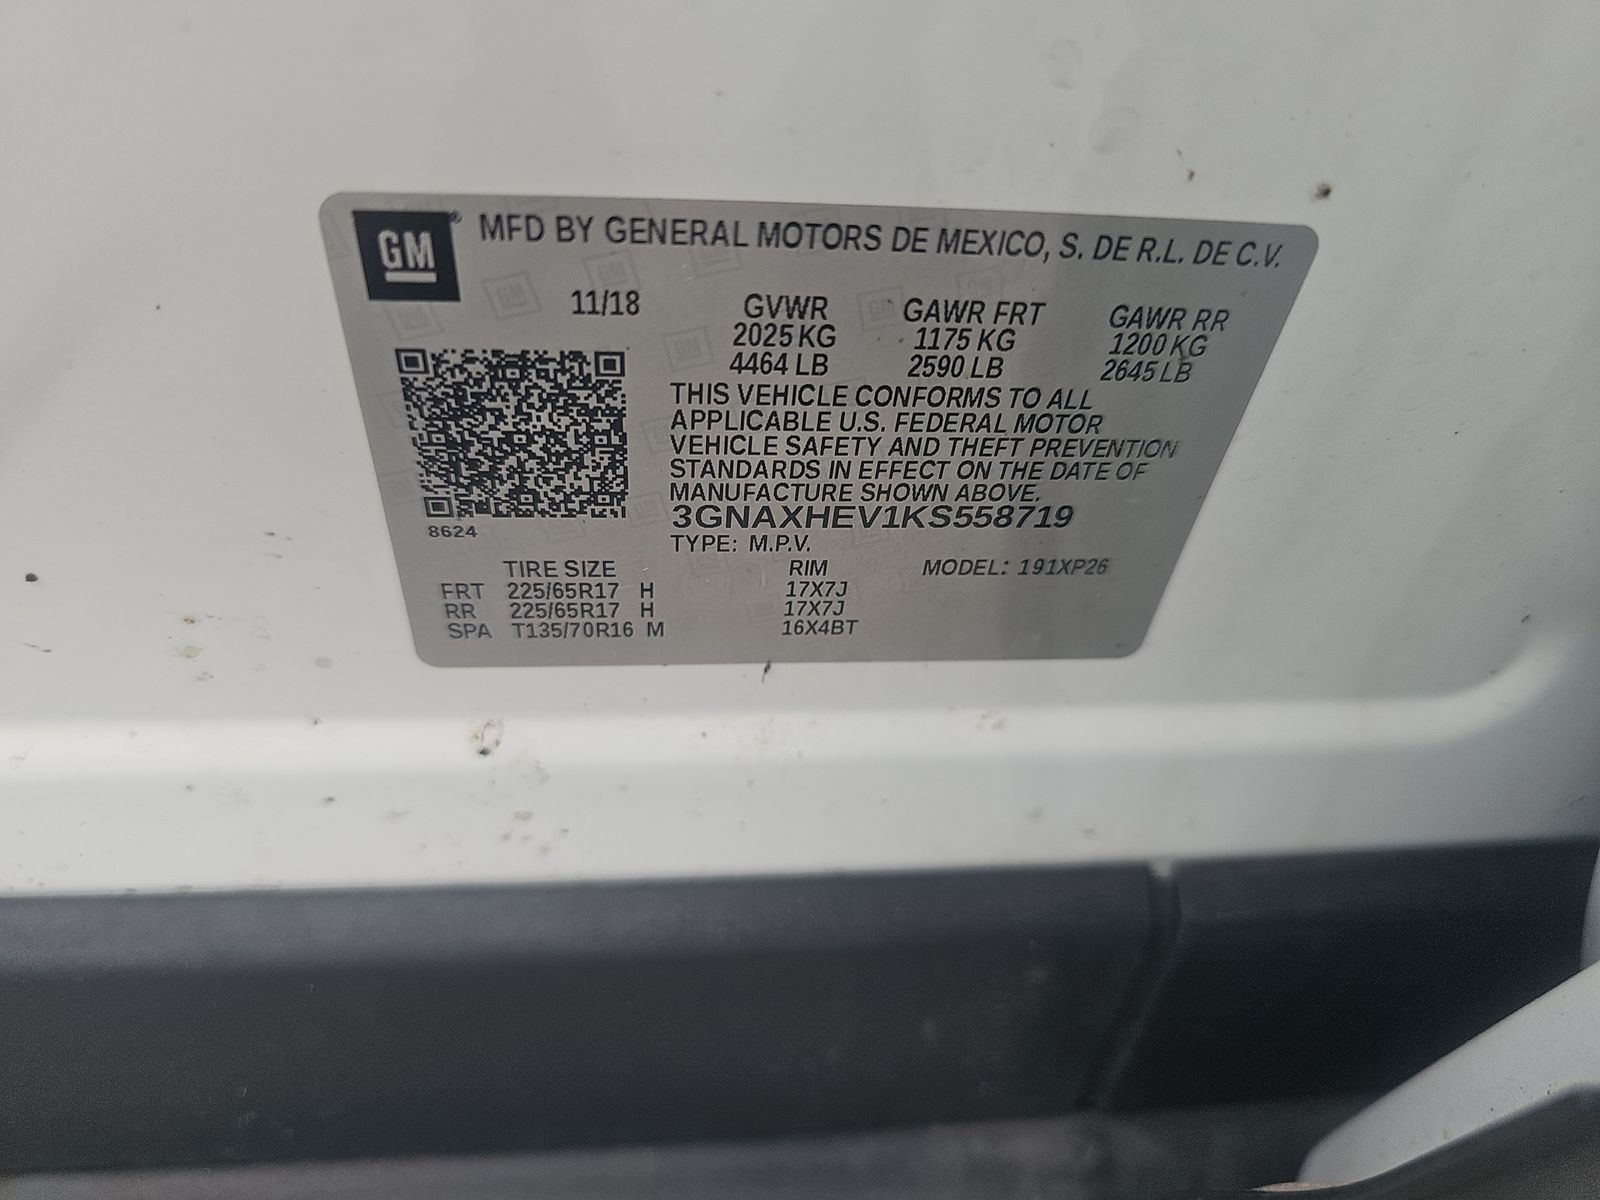 GM® MFD BY GENERAL MOTORS DE MEXICO, S. DE R.L. DE C.V.
11/18 GVWR GAWR FRT GAWR RR
2025 KG 1175 KG 1200 KG
4464 LB 2590 LB 2645 LB
THIS VEHICLE CONFORMS TO ALL
APPLICABLE U.S. FEDERAL MOTOR
VEHICLE SAFETY AND THEFT PREVENTION
STANDARDS IN EFFECT ON THE DATE OF
MANUFACTURE SHOWN ABOVE.
3GNAXHEV1KS558719
8624
TYPE: M.P.V.
TIRE SIZE RIM MODEL: 191XP26
FRT 225/65R17 H 17X7J
RR 225/65R17 H 17X7J
SPA T135/70R16 M 16X4BT